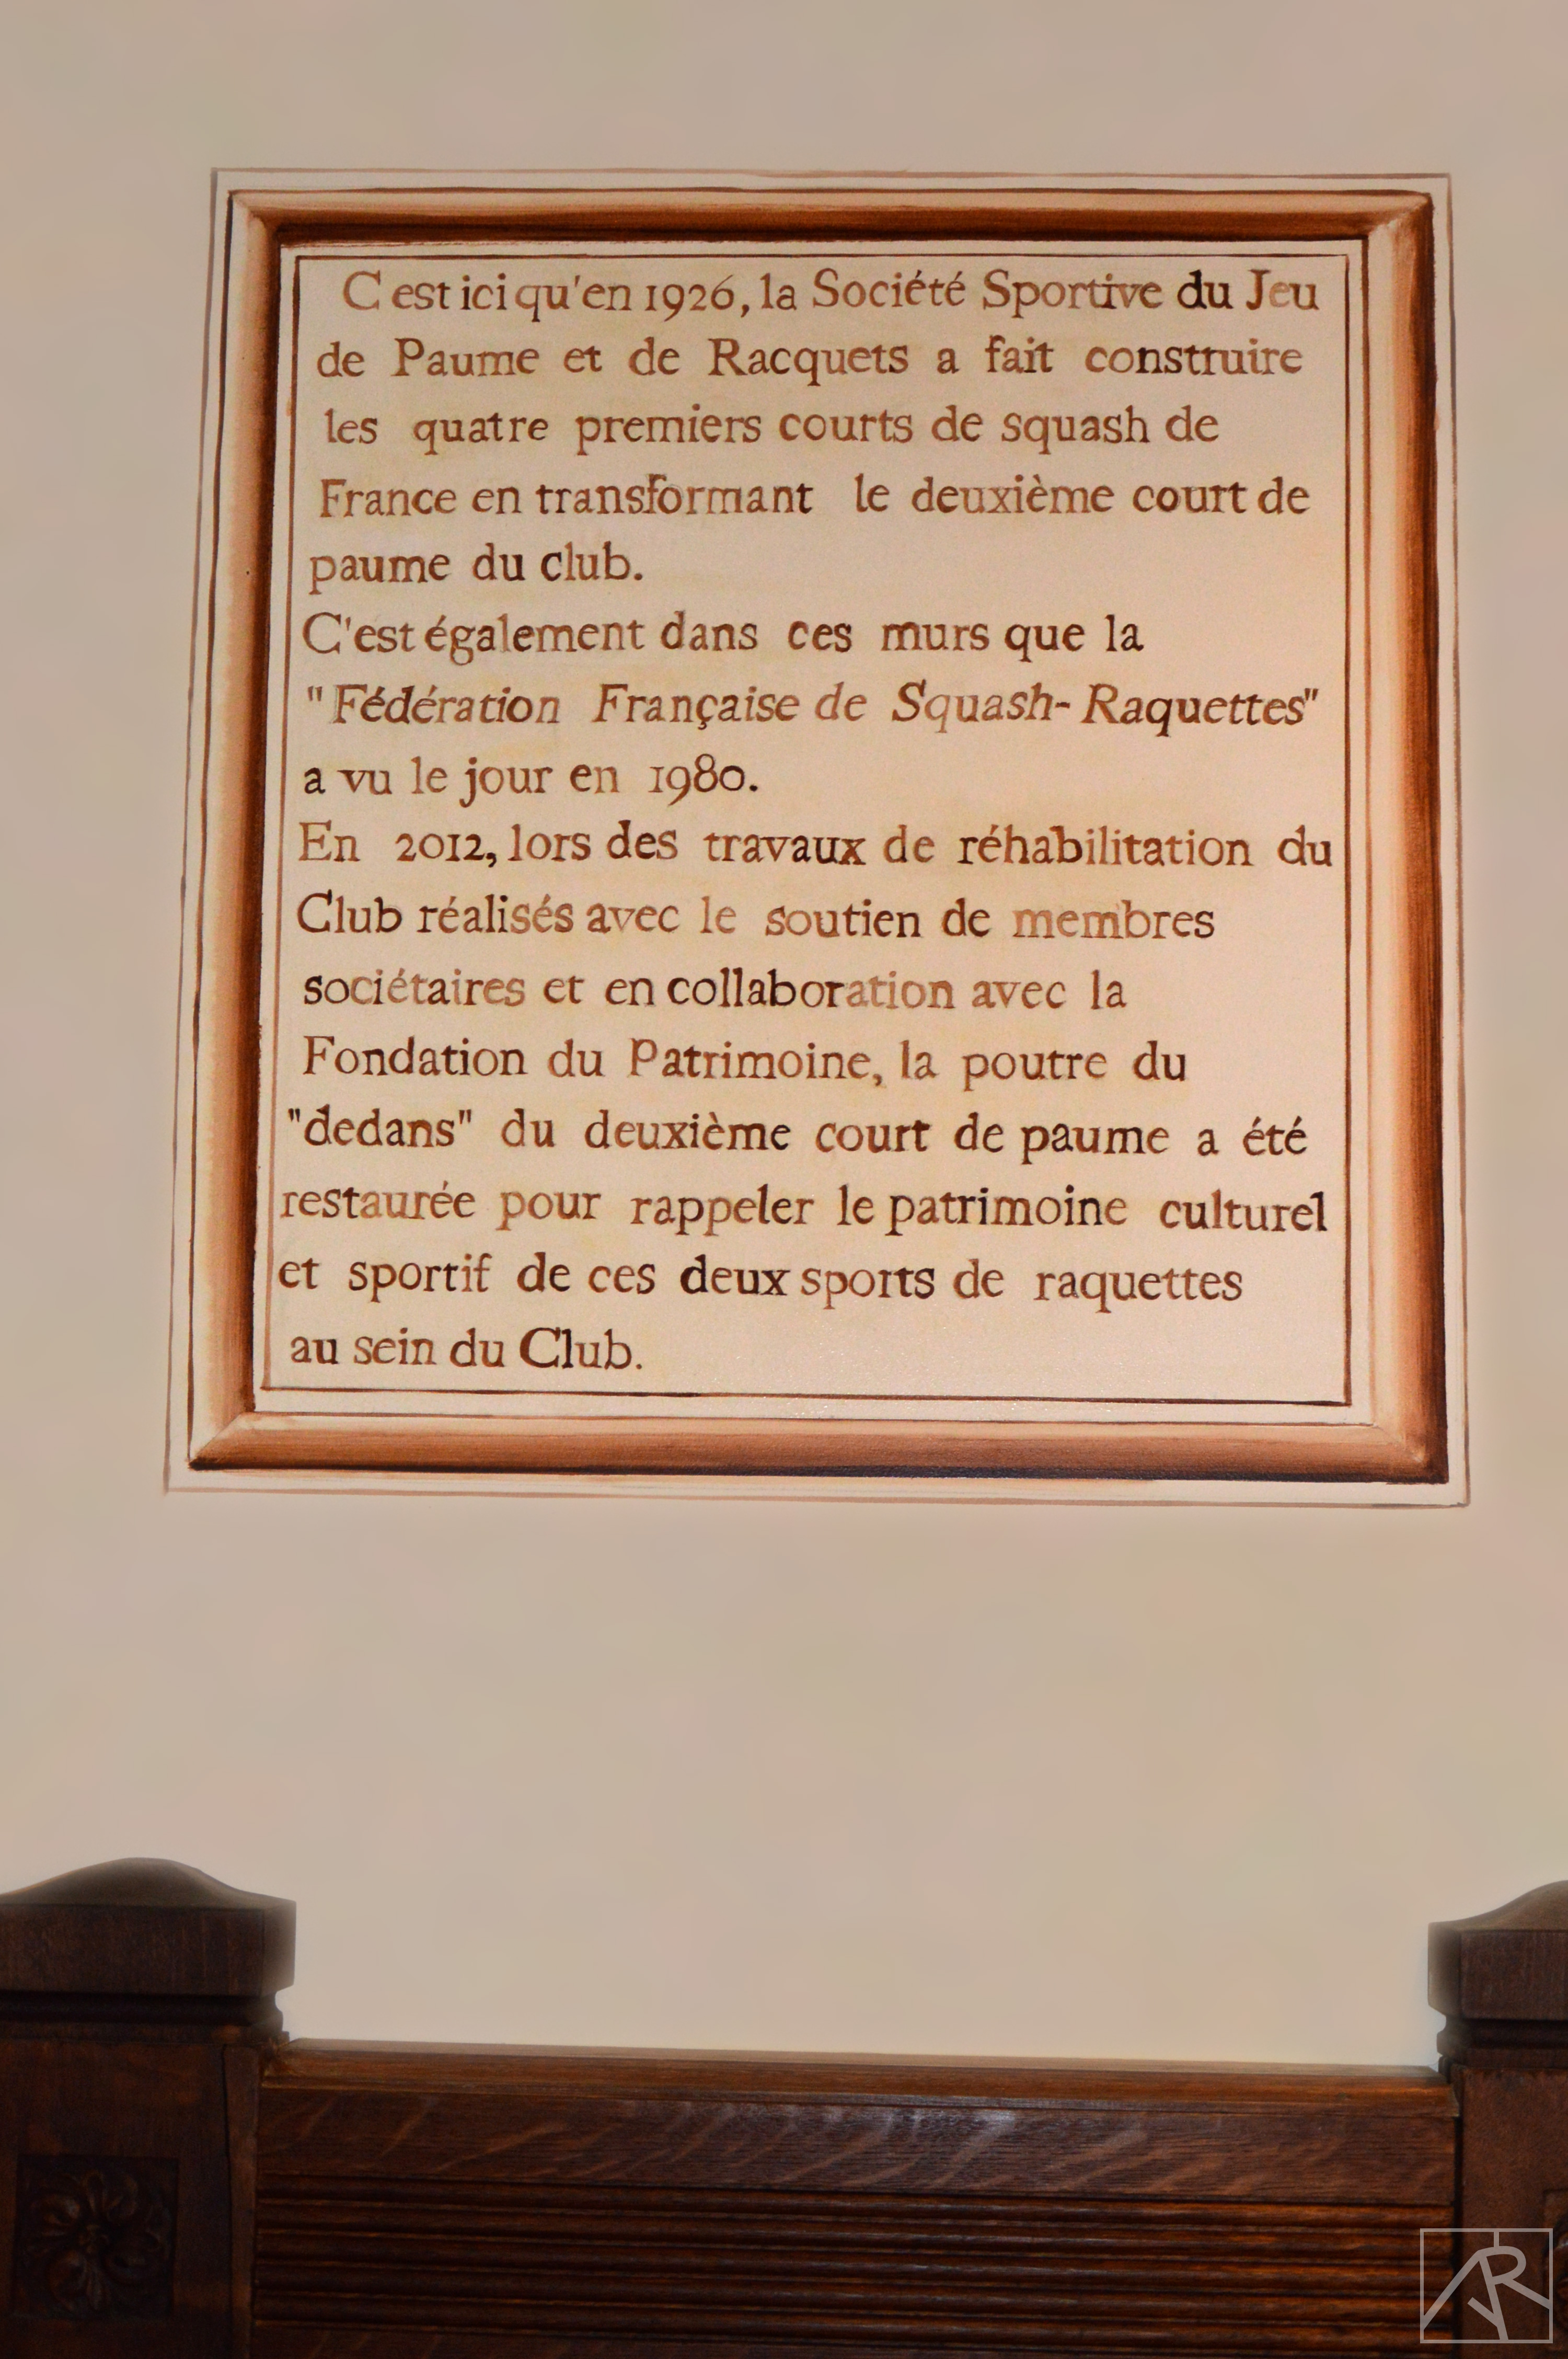 C est ici qu'en 1926, la Société Sportive du Jeu
de Paume et de Racquets a fait construire
les quatre premiers courts de squash de
France en transformant le deuxième court de
paume du club.
C'est également dans ces murs que la
"Fédération Française de Squash-Raquettes"
a vu le jour en 1980.
En 2012, lors des travaux de réhabilitation du
Club réalisés avec le soutien de membres
sociétaires et en collaboration avec la
Fondation du Patrimoine, la poutre du
"dedans" du deuxième court de paume a été
restaurée pour rappeler le patrimoine culturel
et sportif de ces deux sports de raquettes
au sein du Club.